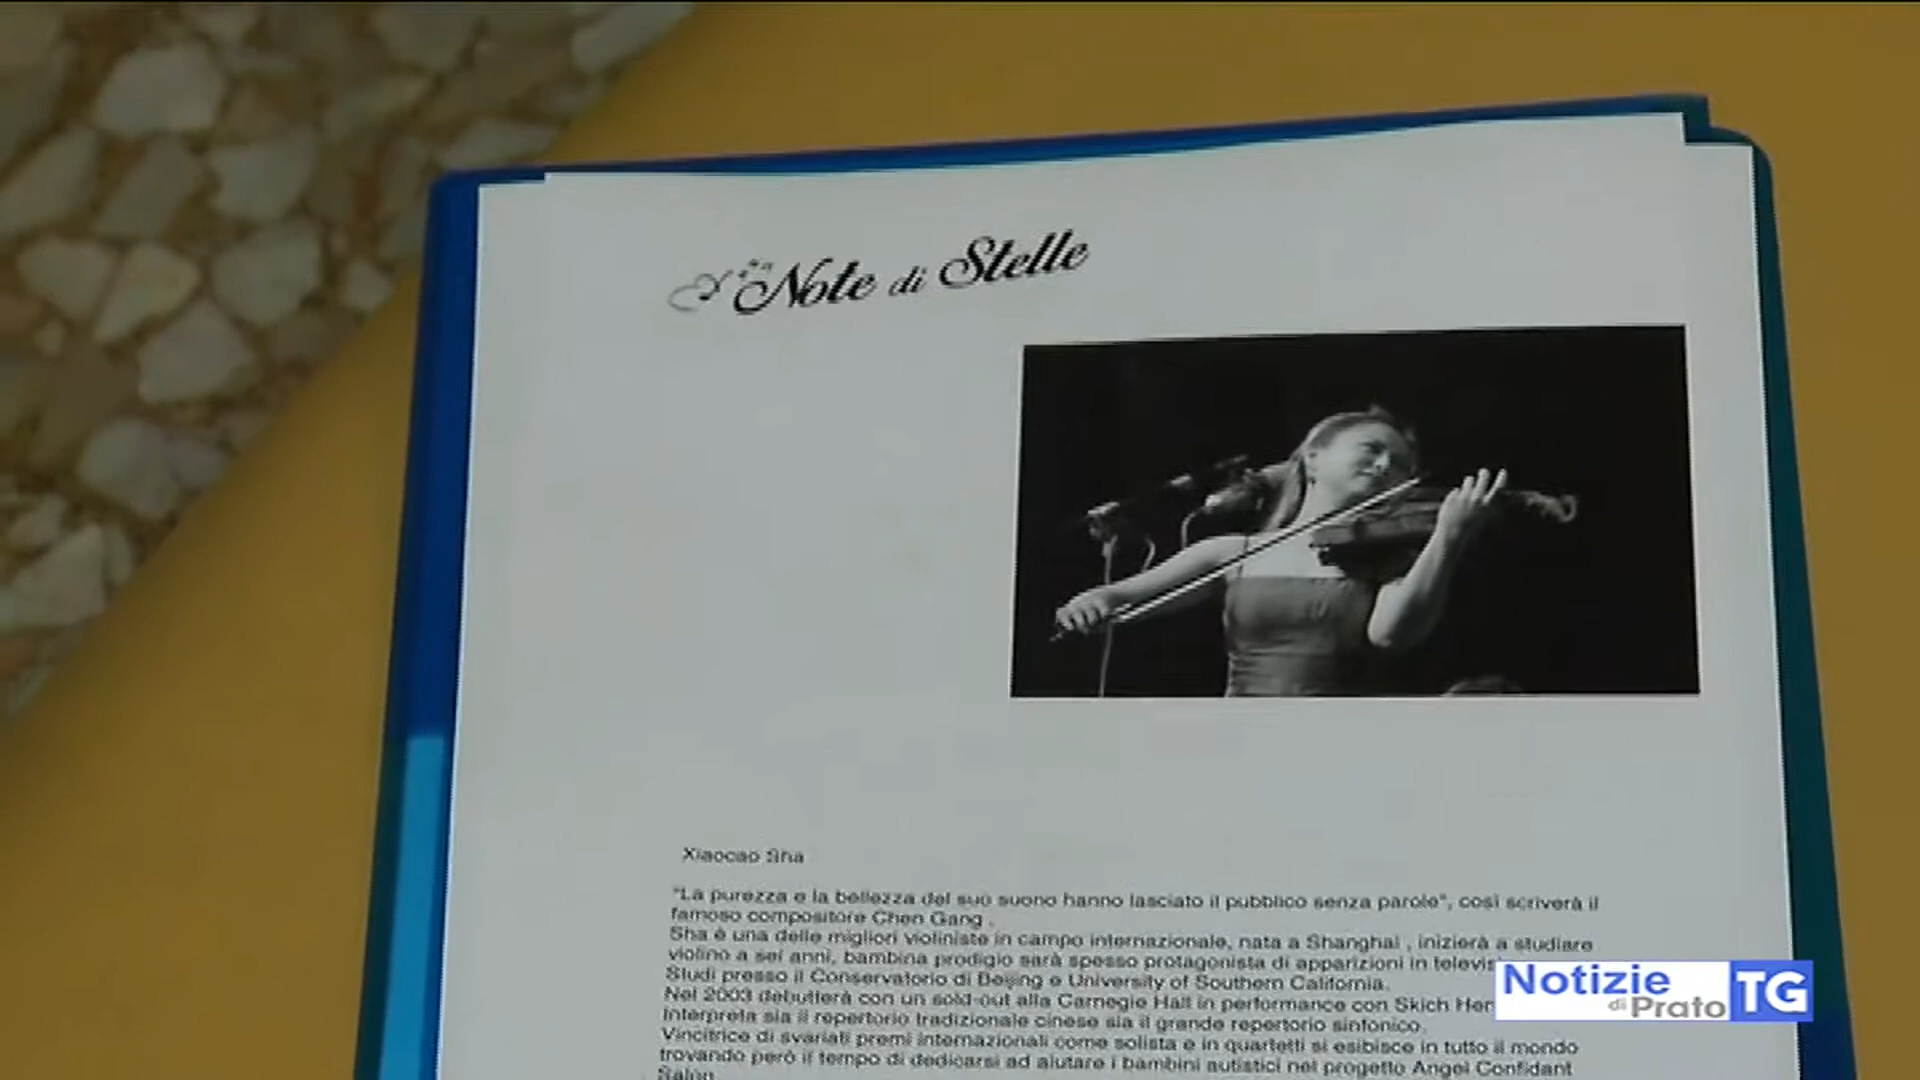 Note di Stelle
Xiaocao Sha
"La purezza e la bellezza del suo suono hanno lasciato il pubblico senza parole", così scriverà il
famoso compositore Chen Gang .
Sha è una delle migliori violiniste in campo internazionale, nata a Shanghai , inizierà a studiare
violino a sei anni, bambina prodigio sarà spesso protagonista di apparizioni in televis
Studi presso il Conservatorio di Beijing e University of Southern California.
Nel 2003 debutterà con un sold-out alla Carnegie Hall in performance con Skich Hen
Interpreta sia il repertorio tradizionale cinese sia il grande repertorio sinfonico.
Vincitrice di svariati premi internazionali come solista e in quartetti si esibisce in tutto il mondo
trovando però il tempo di dedicarsi ad aiutare i bambini autistici nel progetto Angel Confidant
Salon
Notizie
di Prato
TG